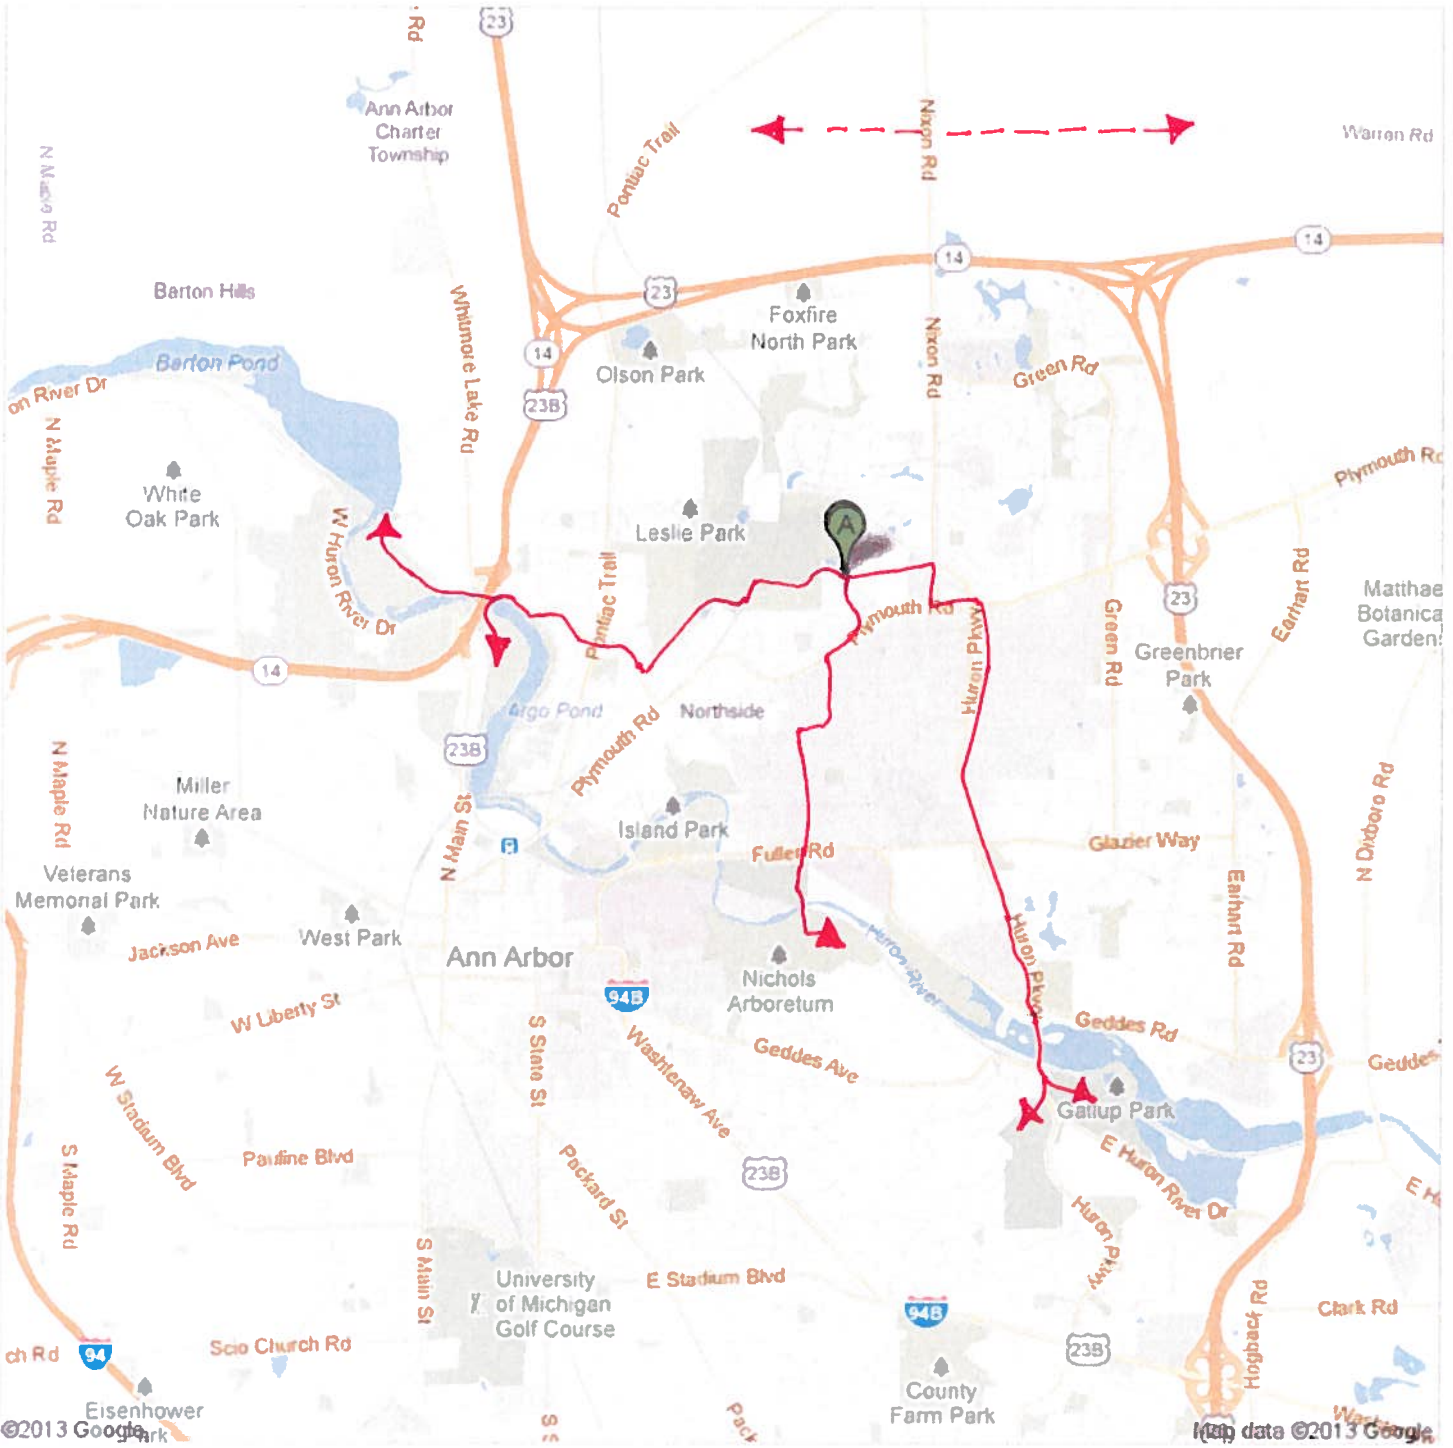 Rd
23
Ann Arbor
Charter
Township
Pontiac Trail
Nixon Rd
Warren Rd
N Maple Rd
14
14
Barton Hills
23
Foxfire
North Park
Whitmore Lake Rd
Nixon Rd
Barton Pond
14
Olson Park
Green Rd
on River Dr
23B
N Maple Rd
Plymouth Rd
White
Oak Park
W Huron River Dr
Leslie Park
A
Pontiac Trail
Plymouth Rd
Huron Pkwy
Green Rd
23
Earhart Rd
Matthae
Botanica
Gardens
Greenbrier
Park
14
Argo Pond
Northside
23B
Plymouth Rd
N Maple Rd
Miller
Nature Area
N Main St
Island Park
Fuller Rd
Glazier Way
N Dixboro Rd
Veterans
Memorial Park
West Park
Jackson Ave
Ann Arbor
Huron River
Huron Pkwy
Earhart Rd
Nichols
Arboretum
94B
W Liberty St
S State St
Washtenaw Ave
Geddes Ave
Geddes Rd
23
Geddes
W Stadium Blvd
Gallup Park
S Maple Rd
Pauline Blvd
Packard St
23B
E Huron River Dr
E H
Huron Pkwy
S Main St
University
of Michigan
Golf Course
E Stadium Blvd
94B
Hogback Rd
Clark Rd
ch Rd
94
Scio Church Rd
23B
County
Farm Park
Eisenhower
Park
Pack
©2013 Google
Map data ©2013 Google